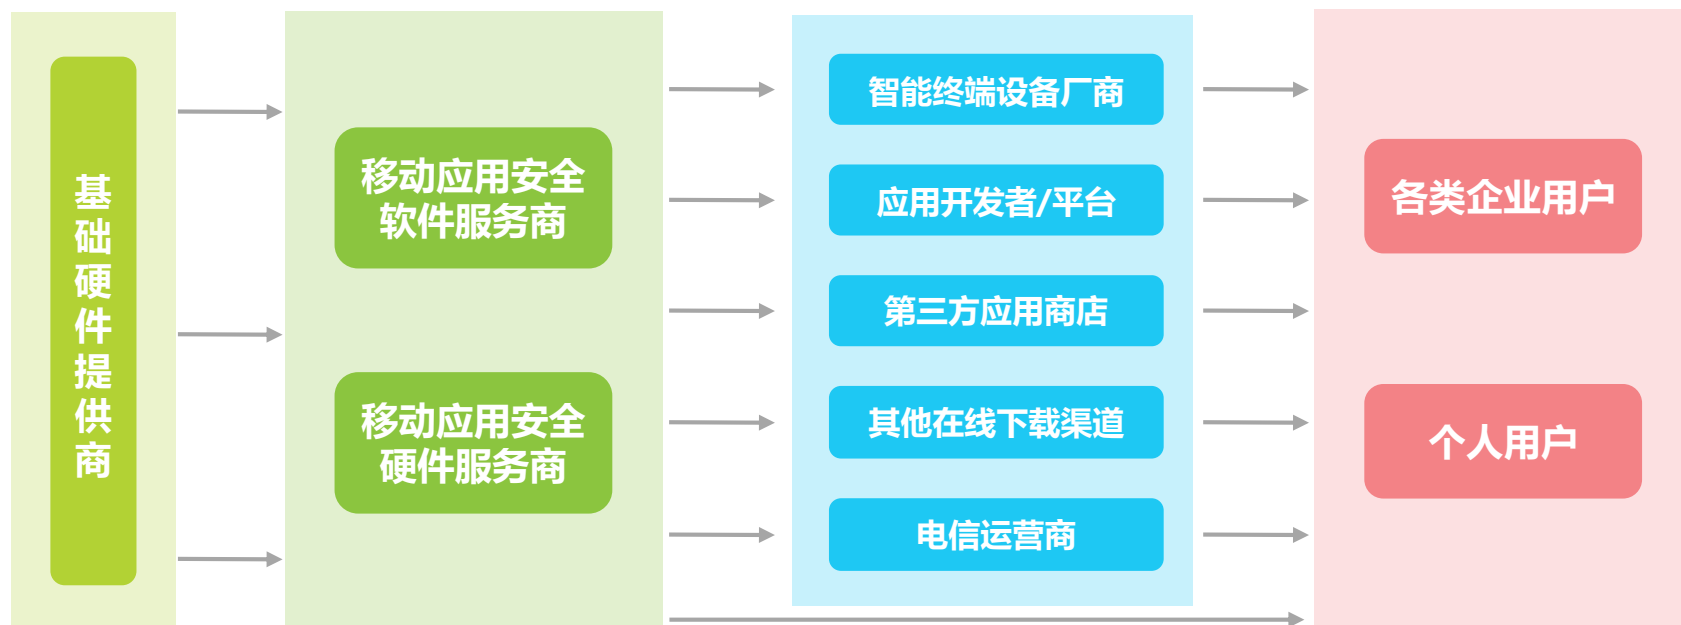 基础硬件提供商
移动应用安全
软件服务商
移动应用安全
硬件服务商
智能终端设备厂商
应用开发者/平台
第三方应用商店
其他在线下载渠道
电信运营商
各类企业用户
个人用户